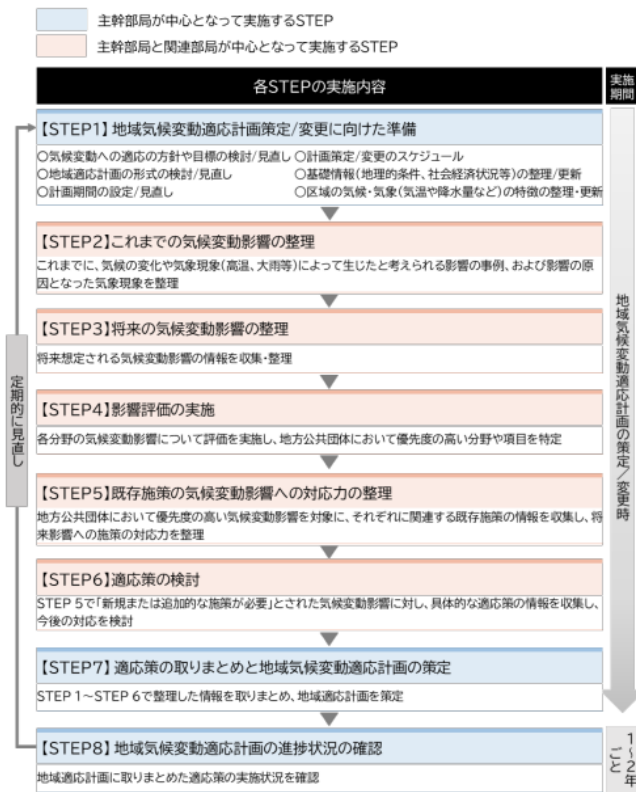 主幹部局が中心となって実施するSTEP
主幹部局と関連部局が中心となって実施するSTEP
各STEPの実施内容
実施
期間
【STEP1】地域気候変動適応計画策定/変更に向けた準備
○気候変動への適応の方針や目標の検討/見直し ○計画策定/変更のスケジュール
○地域適応計画の形式の検討/見直し ○基礎情報(地理的条件、社会経済状況等)の整理/更新
○計画期間の設定/見直し ○区域の気候・気象(気温や降水量など)の特徴の整理・更新
【STEP2】これまでの気候変動影響の整理
これまでに、気候の変化や気象現象(高温、大雨等)によって生じたと考えられる影響の事例、および影響の原
因となった気象現象を整理
【STEP3】将来の気候変動影響の整理
将来想定される気候変動影響の情報を収集・整理
【STEP4】影響評価の実施
各分野の気候変動影響について評価を実施し、地方公共団体において優先度の高い分野や項目を特定
【STEP5】既存施策の気候変動影響への対応力の整理
地方公共団体において優先度の高い気候変動影響を対象に、それぞれに関連する既存施策の情報を収集し、将
来影響への施策の対応力を整理
【STEP6】適応策の検討
STEP 5で「新規または追加的な施策が必要」とされた気候変動影響に対し、具体的な適応策の情報を収集し、
今後の対応を検討
【STEP7】適応策の取りまとめと地域気候変動適応計画の策定
STEP 1~STEP 6で整理した情報を取りまとめ、地域適応計画を策定
【STEP8】地域気候変動適応計画の進捗状況の確認
地域適応計画に取りまとめた適応策の実施状況を確認
定期的に見直し
地域気候変動適応計画の策定/変更時
1~2年
ごと